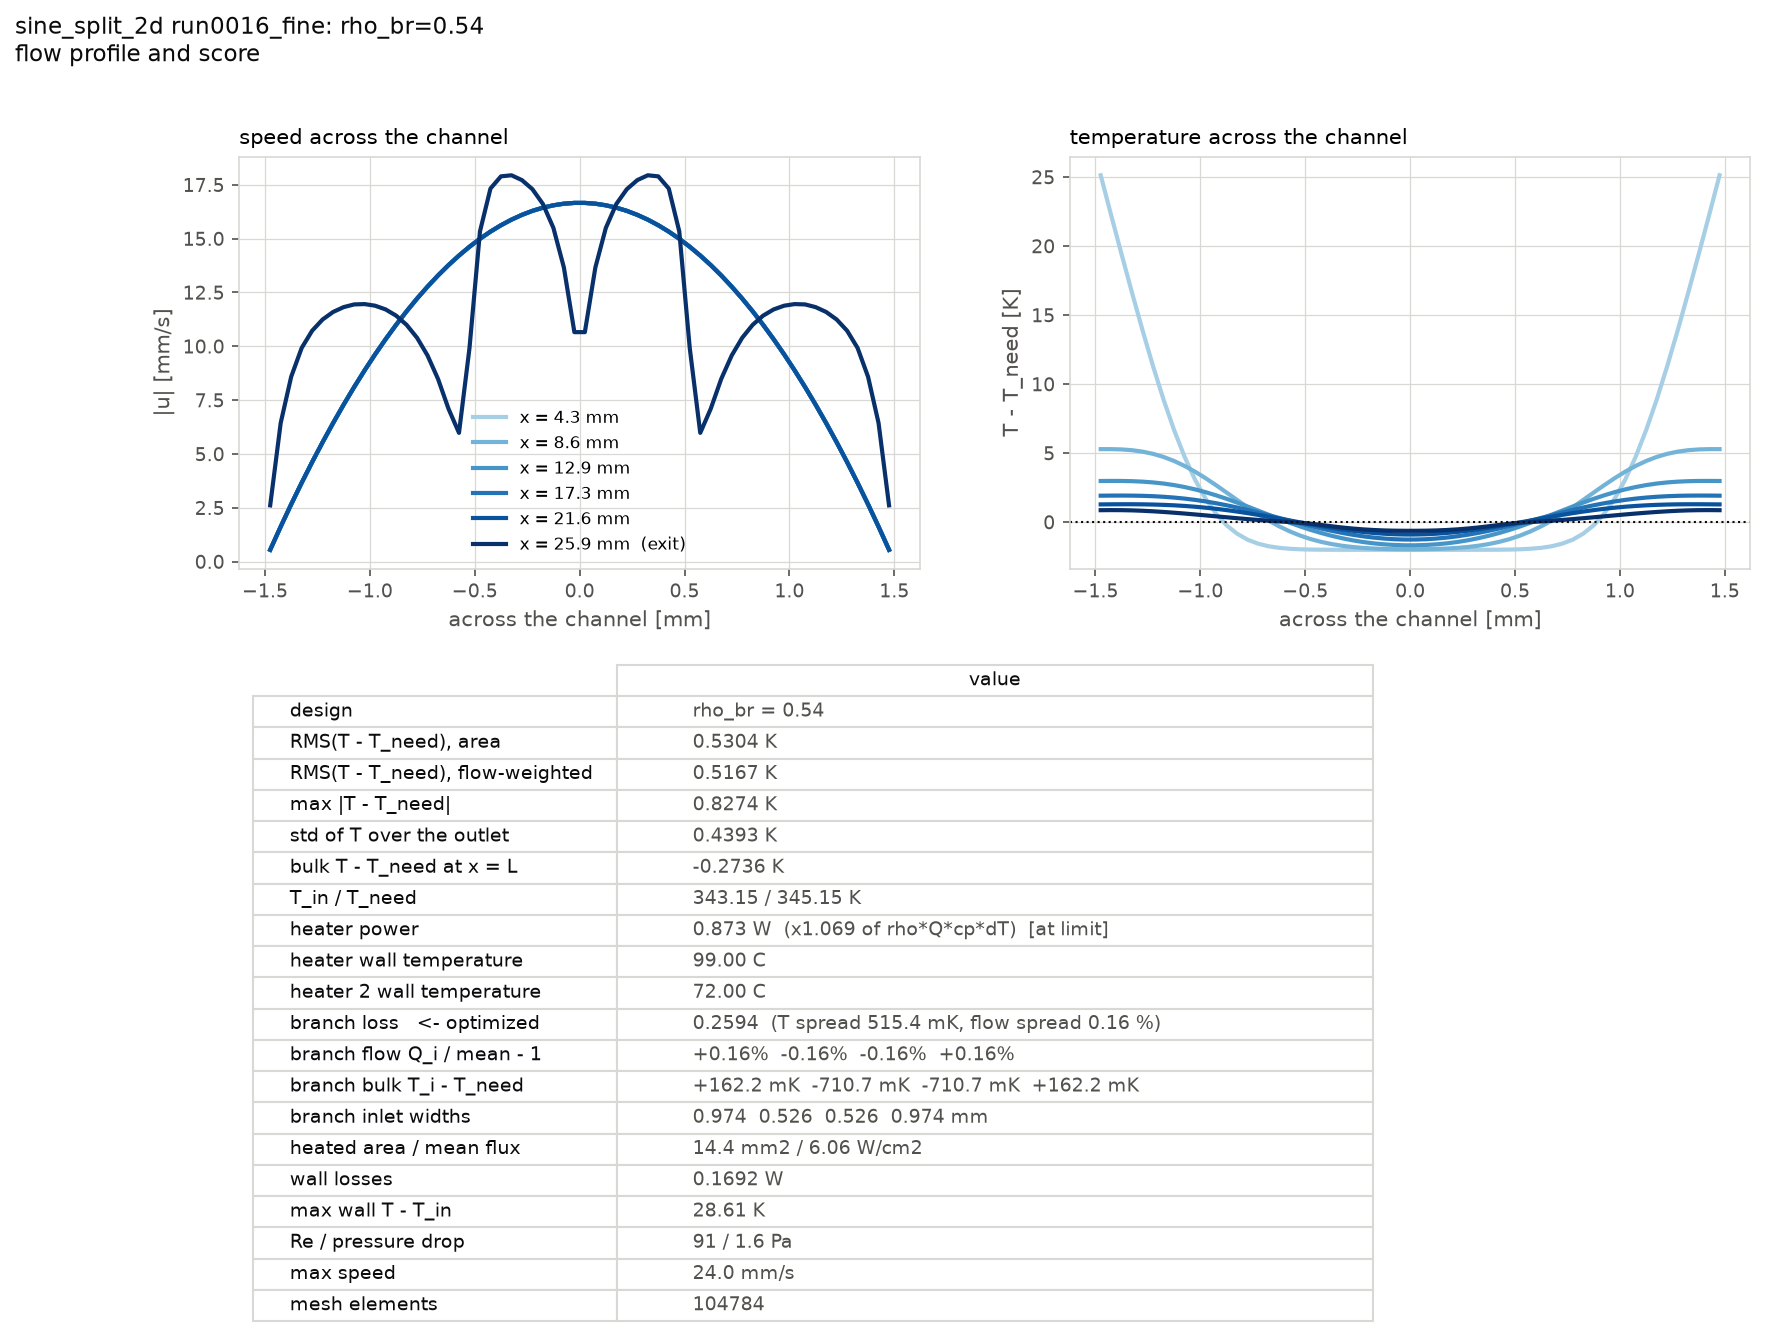 sine_split_2d run0016_fine: rho_br=0.54
flow profile and score
speed across the channel
17.5
15.0
12.5
10.0
7.5
5.0
2.5
0.0
|u| [mm/s]
x = 4.3 mm
x = 8.6 mm
x = 12.9 mm
x = 17.3 mm
x = 21.6 mm
x = 25.9 mm (exit)
−1.5 −1.0 −0.5 0.0 0.5 1.0 1.5
across the channel [mm]
temperature across the channel
25
20
15
10
5
0
T - T_need [K]
−1.5 −1.0 −0.5 0.0 0.5 1.0 1.5
across the channel [mm]
value
design rho_br = 0.54
RMS(T - T_need), area 0.5304 K
RMS(T - T_need), flow-weighted 0.5167 K
max |T - T_need| 0.8274 K
std of T over the outlet 0.4393 K
bulk T - T_need at x = L -0.2736 K
T_in / T_need 343.15 / 345.15 K
heater power 0.873 W (x1.069 of rho*Q*cp*dT) [at limit]
heater wall temperature 99.00 C
heater 2 wall temperature 72.00 C
branch loss <- optimized 0.2594 (T spread 515.4 mK, flow spread 0.16 %)
branch flow Q_i / mean - 1 +0.16% -0.16% -0.16% +0.16%
branch bulk T_i - T_need +162.2 mK -710.7 mK -710.7 mK +162.2 mK
branch inlet widths 0.974 0.526 0.526 0.974 mm
heated area / mean flux 14.4 mm2 / 6.06 W/cm2
wall losses 0.1692 W
max wall T - T_in 28.61 K
Re / pressure drop 91 / 1.6 Pa
max speed 24.0 mm/s
mesh elements 104784